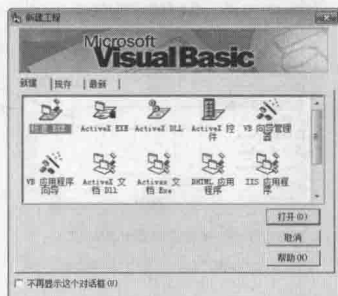 新建工程
Microsoft
Visual Basic
新建 | 现存 | 最新 |
标准 EXE ActiveX EXE ActiveX DLL ActiveX 控件 VB 向导管理器
VB 应用程序向导 ActiveX 文档 Dll Activex 文档 Exe DHTML 应用程序 IIS 应用程序
打开(O)
取消
帮助(H)
不再显示这个对话框(D)